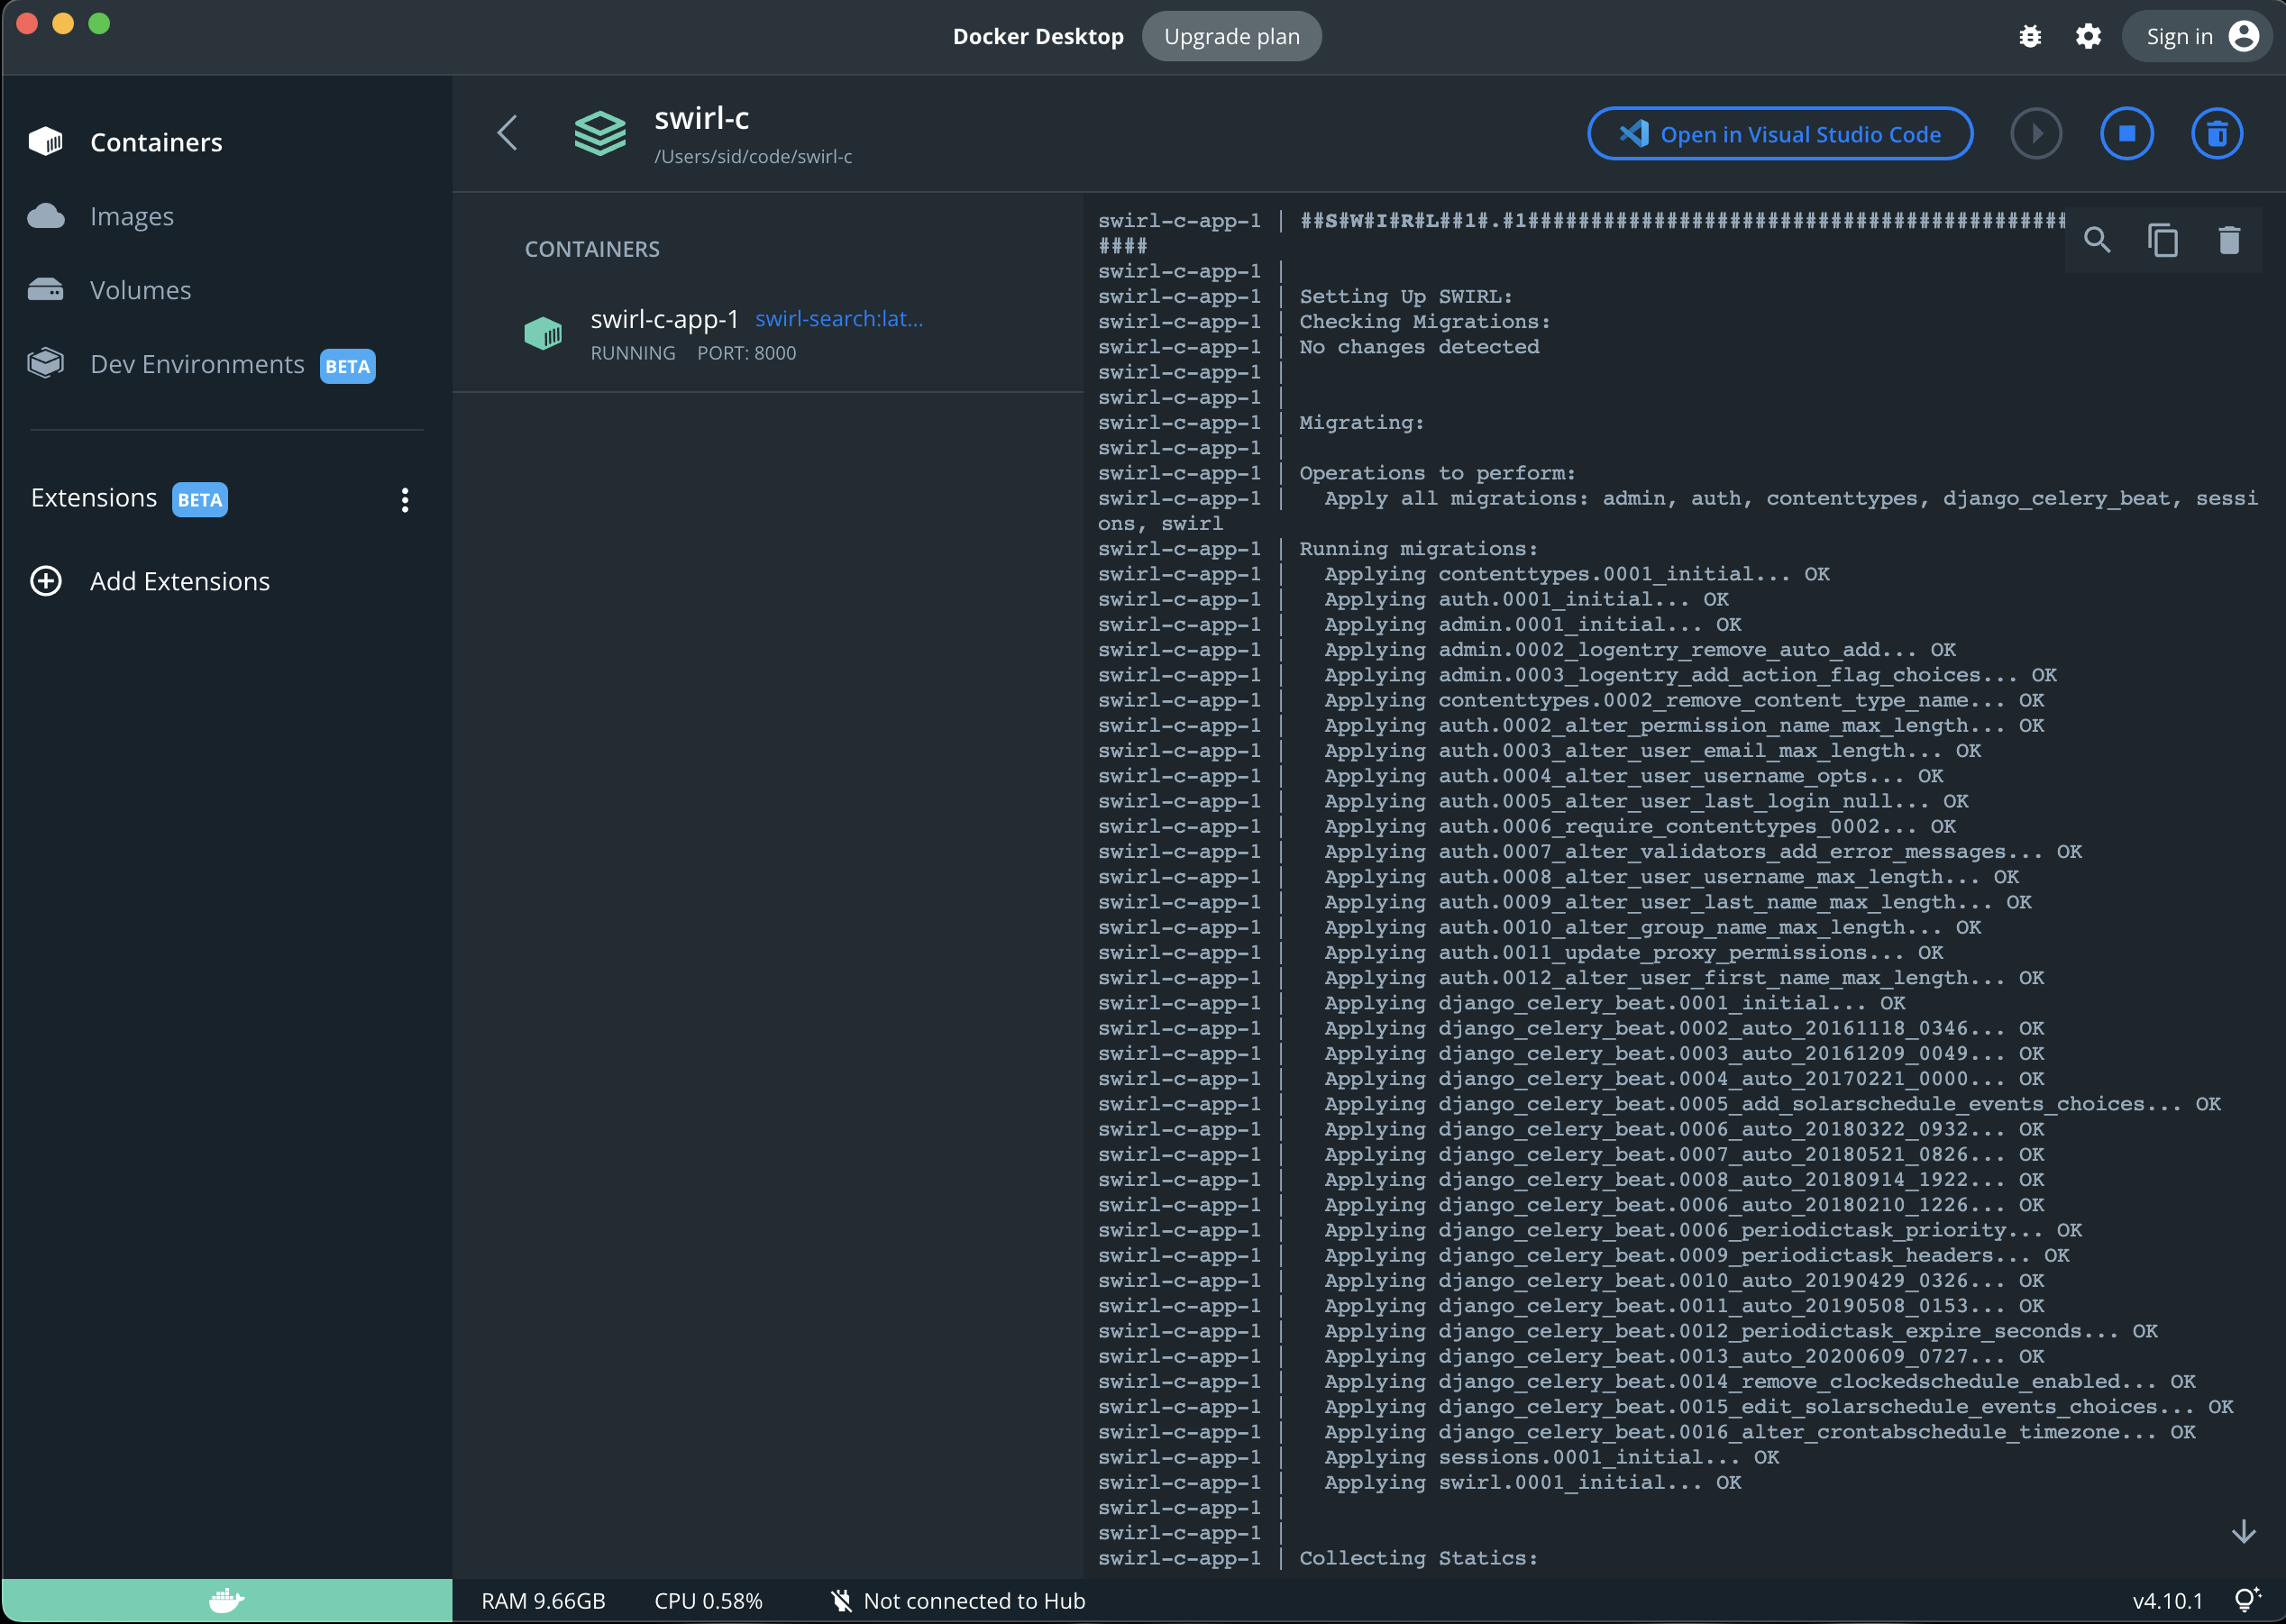 Docker Desktop
Upgrade plan
Sign in
Containers
Images
Volumes
Dev Environments BETA
Extensions BETA
Add Extensions
swirl-c
/Users/sid/code/swirl-c
Open in Visual Studio Code
CONTAINERS
swirl-c-app-1 swirl-search:lat...
RUNNING PORT: 8000
swirl-c-app-1 | ##S#W#I#R#L##1#.#1###########################################
####
swirl-c-app-1 |
swirl-c-app-1 | Setting Up SWIRL:
swirl-c-app-1 | Checking Migrations:
swirl-c-app-1 | No changes detected
swirl-c-app-1 |
swirl-c-app-1 |
swirl-c-app-1 | Migrating:
swirl-c-app-1 |
swirl-c-app-1 | Operations to perform:
swirl-c-app-1 |   Apply all migrations: admin, auth, contenttypes, django_celery_beat, sessi
ons, swirl
swirl-c-app-1 | Running migrations:
swirl-c-app-1 |   Applying contenttypes.0001_initial... OK
swirl-c-app-1 |   Applying auth.0001_initial... OK
swirl-c-app-1 |   Applying admin.0001_initial... OK
swirl-c-app-1 |   Applying admin.0002_logentry_remove_auto_add... OK
swirl-c-app-1 |   Applying admin.0003_logentry_add_action_flag_choices... OK
swirl-c-app-1 |   Applying contenttypes.0002_remove_content_type_name... OK
swirl-c-app-1 |   Applying auth.0002_alter_permission_name_max_length... OK
swirl-c-app-1 |   Applying auth.0003_alter_user_email_max_length... OK
swirl-c-app-1 |   Applying auth.0004_alter_user_username_opts... OK
swirl-c-app-1 |   Applying auth.0005_alter_user_last_login_null... OK
swirl-c-app-1 |   Applying auth.0006_require_contenttypes_0002... OK
swirl-c-app-1 |   Applying auth.0007_alter_validators_add_error_messages... OK
swirl-c-app-1 |   Applying auth.0008_alter_user_username_max_length... OK
swirl-c-app-1 |   Applying auth.0009_alter_user_last_name_max_length... OK
swirl-c-app-1 |   Applying auth.0010_alter_group_name_max_length... OK
swirl-c-app-1 |   Applying auth.0011_update_proxy_permissions... OK
swirl-c-app-1 |   Applying auth.0012_alter_user_first_name_max_length... OK
swirl-c-app-1 |   Applying django_celery_beat.0001_initial... OK
swirl-c-app-1 |   Applying django_celery_beat.0002_auto_20161118_0346... OK
swirl-c-app-1 |   Applying django_celery_beat.0003_auto_20161209_0049... OK
swirl-c-app-1 |   Applying django_celery_beat.0004_auto_20170221_0000... OK
swirl-c-app-1 |   Applying django_celery_beat.0005_add_solarschedule_events_choices... OK
swirl-c-app-1 |   Applying django_celery_beat.0006_auto_20180322_0932... OK
swirl-c-app-1 |   Applying django_celery_beat.0007_auto_20180521_0826... OK
swirl-c-app-1 |   Applying django_celery_beat.0008_auto_20180914_1922... OK
swirl-c-app-1 |   Applying django_celery_beat.0006_auto_20180210_1226... OK
swirl-c-app-1 |   Applying django_celery_beat.0006_periodictask_priority... OK
swirl-c-app-1 |   Applying django_celery_beat.0009_periodictask_headers... OK
swirl-c-app-1 |   Applying django_celery_beat.0010_auto_20190429_0326... OK
swirl-c-app-1 |   Applying django_celery_beat.0011_auto_20190508_0153... OK
swirl-c-app-1 |   Applying django_celery_beat.0012_periodictask_expire_seconds... OK
swirl-c-app-1 |   Applying django_celery_beat.0013_auto_20200609_0727... OK
swirl-c-app-1 |   Applying django_celery_beat.0014_remove_clockedschedule_enabled... OK
swirl-c-app-1 |   Applying django_celery_beat.0015_edit_solarschedule_events_choices... OK
swirl-c-app-1 |   Applying django_celery_beat.0016_alter_crontabschedule_timezone... OK
swirl-c-app-1 |   Applying sessions.0001_initial... OK
swirl-c-app-1 |   Applying swirl.0001_initial... OK
swirl-c-app-1 |
swirl-c-app-1 |
swirl-c-app-1 | Collecting Statics:
RAM 9.66GB CPU 0.58% Not connected to Hub v4.10.1